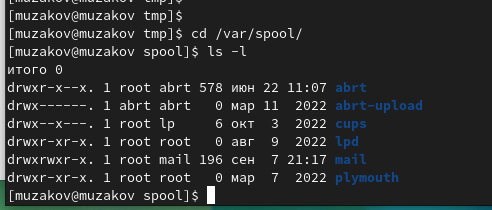 [muzakov@muzakov tmp]$
[muzakov@muzakov tmp]$
[muzakov@muzakov tmp]$ cd /var/spool/
[muzakov@muzakov spool]$ ls -l
итого 0
drwxr-x--x. 1 root abrt 578 июн 22 11:07 abrt
drwx------. 1 abrt abrt   0 мар 11  2022 abrt-upload
drwx--x---. 1 root lp     6 окт  3  2022 cups
drwxr-xr-x. 1 root root   0 авг  9  2022 lpd
drwxrwxr-x. 1 root mail 196 сен  7 21:17 mail
drwxr-xr-x. 1 root root   0 мар  7  2022 plymouth
[muzakov@muzakov spool]$